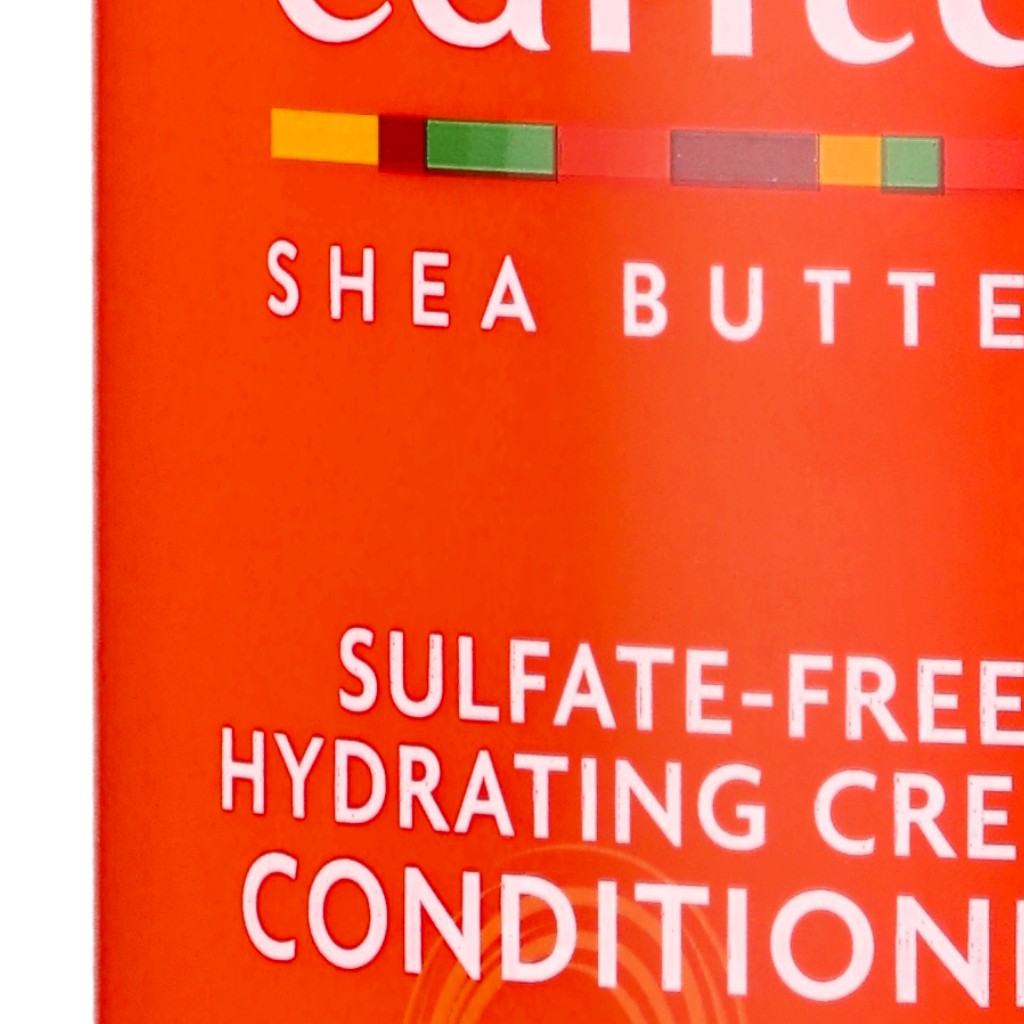 SHEA BUTTE
SULFATE-FREE
HYDRATING CRE
CONDITION